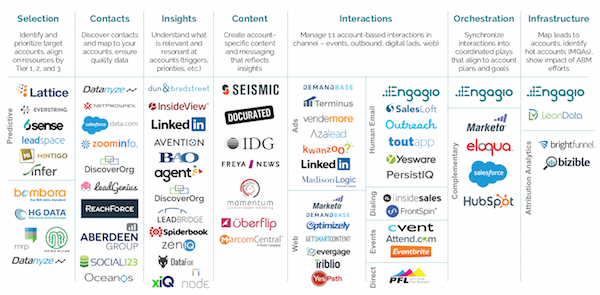 Selection
Identify and
prioritize target
accounts, align
on resources by
Tier 1, 2, and 3
Predictive
Lattice
EVERSTRING
6sense
leadspace
MINTIGO
infer
bombora
HG DATA
mrp
THE BIG WILLOW
Datanyze
Contacts
Discover contacts
and map to your
accounts, ensure
quality data
Datanyze
NETPROSPEX
salesforce data.com
zoominfo
DiscoverOrg
LeadGenius
REACHFORCE
ABERDEEN
GROUP
SOCIAL123
Oceanos
Insights
Understand what
is relevant and
resonant at
accounts (triggers,
priorities, etc.)
dun & bradstreet
InsideView
LinkedIn
AVENTION
BAO
agent
DiscoverOrg
LEADBRIDGE
Spiderbook
zenIQ
DataFox
xiQ
node
Content
Create account-
specific content
and messaging
that reflects
insights
SEISMIC
DOCURATED
IDG
FREYA NEWS
momentum
überflip
MarcomCentral
Interactions
Manage 11 account-based interactions in
channel – events, outbound, digital (ads, web)
Ads
DEMANDBASE
Terminus
vendemore
Azalead
kwanzoo
LinkedIn
MadisonLogic
Web
Marketo
DEMANDBASE
Optimizely
GETSMARTCONTENT
evergage
triblio
YesPath
Human Email
Engagio
SalesLoft
Outreach
toutapp
Yesware
PersistIQ
Dialing
insidesales
FrontSpin
Events
cvent
Attend.com
Eventbrite
Direct
PFL
Orchestration
Synchronize
interactions into
coordinated plays
that align to account
plans and goals
Engagio
Complementary
Marketo
eloqua
salesforce
HubSpot
Infrastructure
Map leads to
accounts, identify
hot accounts (MQAs),
show impact of ABM
efforts
Engagio
LeanData
Attribution Analytics
brightfunnel
bizible